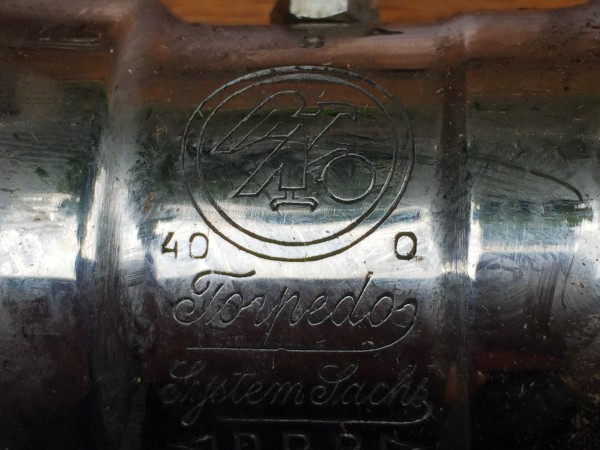 40 Q
Torpedo
System Sachs